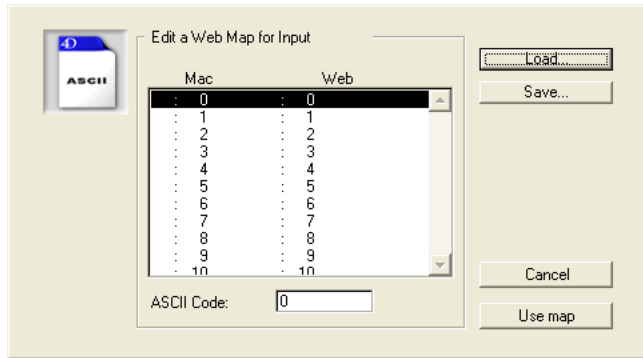 4D
ASCII
Edit a Web Map for Input
Mac Web
: 0 : 0
: 1 : 1
: 2 : 2
: 3 : 3
: 4 : 4
: 5 : 5
: 6 : 6
: 7 : 7
: 8 : 8
: 9 : 9
: 10 : 10
ASCII Code: 0
Load...
Save...
Cancel
Use map